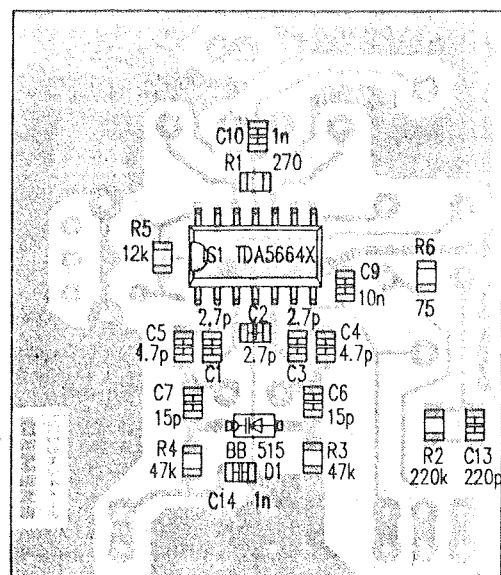 C10 1n
R1 270
R5
12k
S1 TDA5664X
C9
10n
R6
75
2.7p C2 2.7p
C5
4.7p
C1
2.7p
C3
C4
4.7p
C7
15p
C6
15p
R4
47k
BB 515
D1
R3
47k
C14 1n
R2
220k
C13
220p